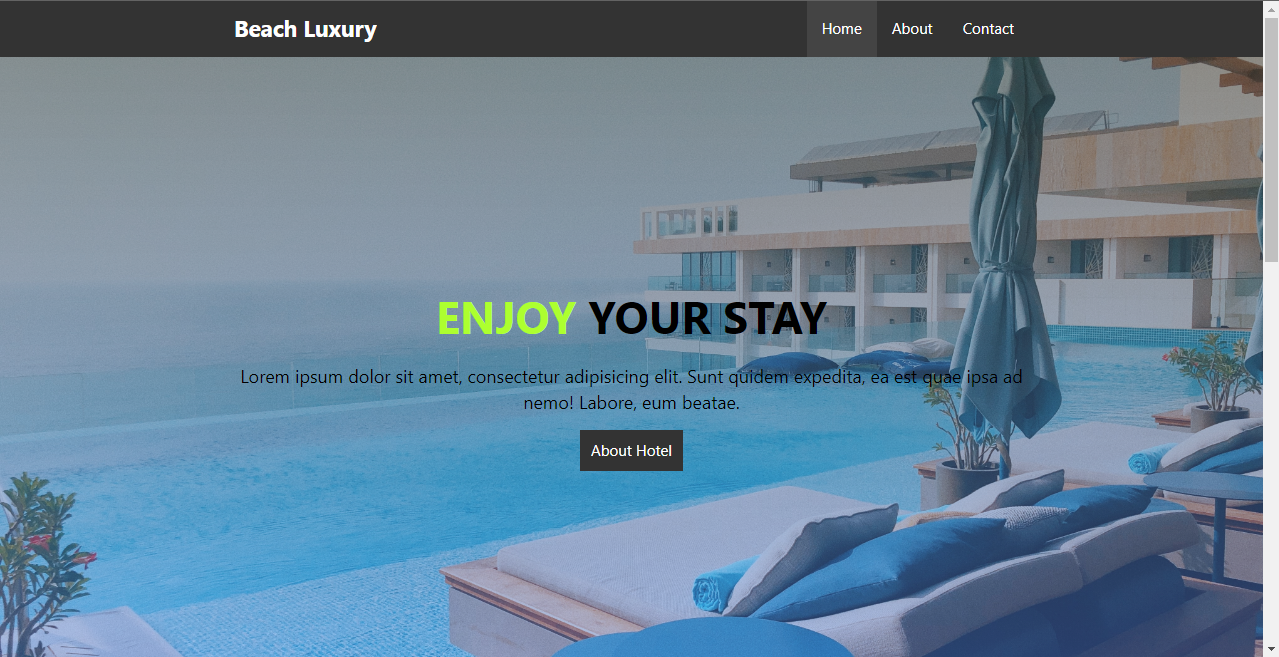 Beach Luxury
Home About Contact
ENJOY YOUR STAY
Lorem ipsum dolor sit amet, consectetur adipisicing elit. Sunt quidem expedita, ea est quae ipsa ad
nemo! Labore, eum beatae.
About Hotel